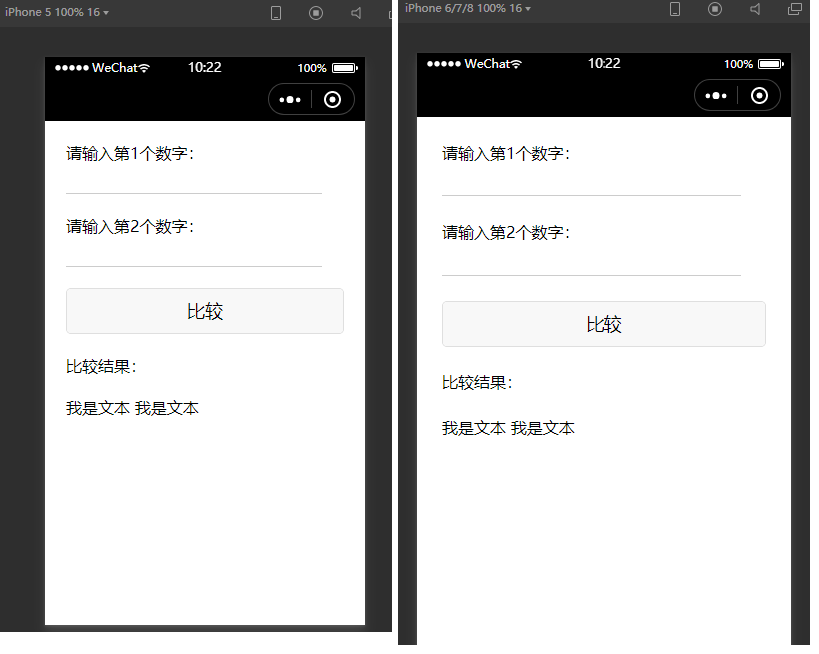 iPhone 5 100% 16
WeChat 10:22 100%
请输入第1个数字：
请输入第2个数字：
比较
比较结果：
我是文本 我是文本
iPhone 6/7/8 100% 16
WeChat 10:22 100%
请输入第1个数字：
请输入第2个数字：
比较
比较结果：
我是文本 我是文本